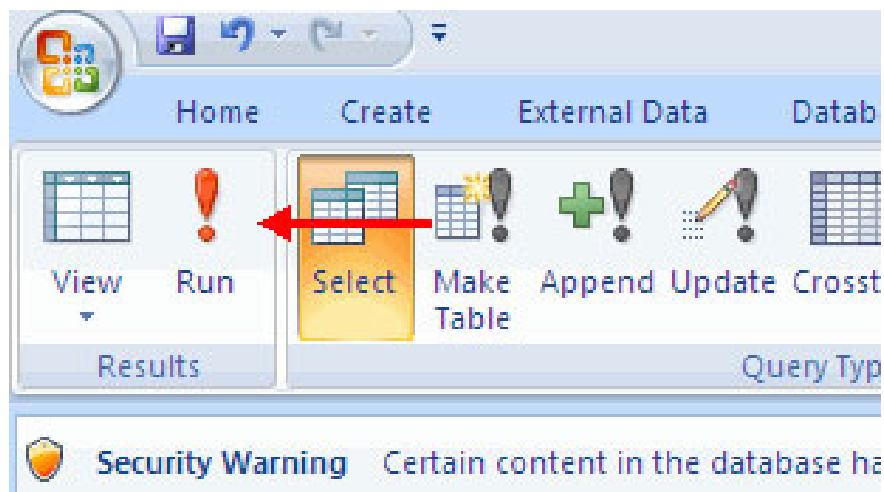 Home Create External Data Datab
View Run Select Make Table Append Update Crosst
Results Query Typ
Security Warning Certain content in the database ha